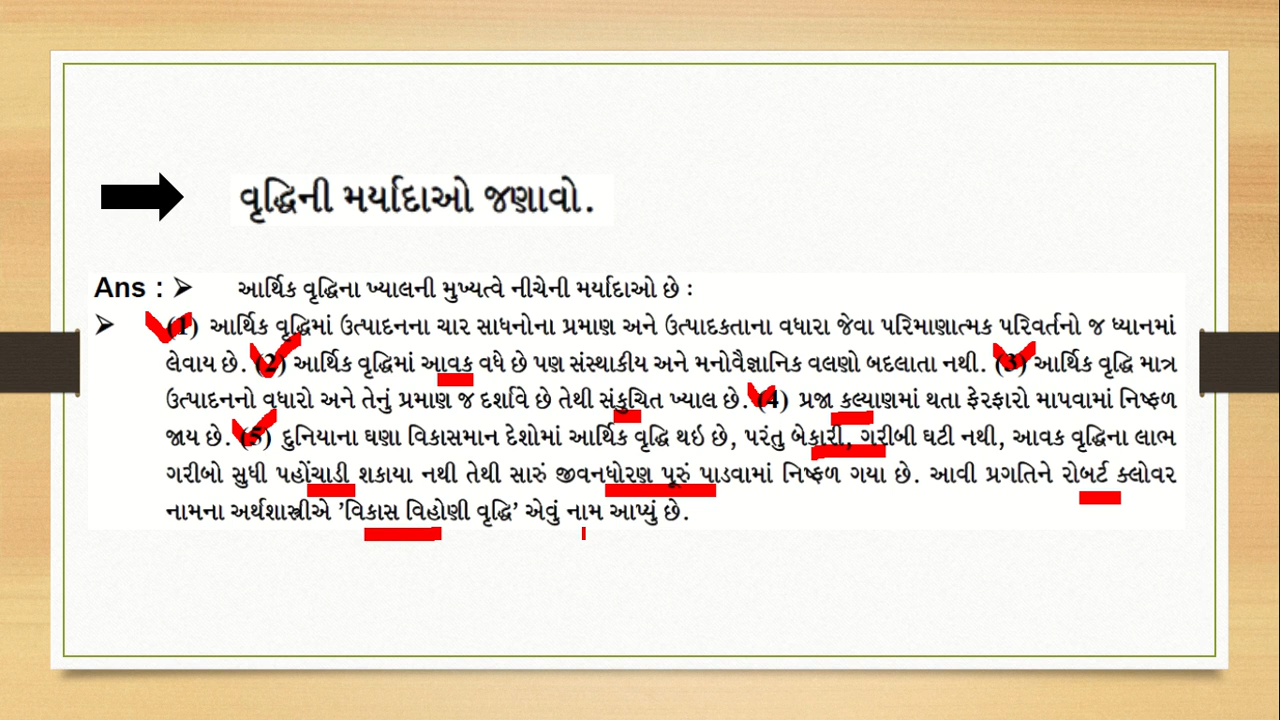 વૃદ્ધિની મર્યાદાઓ જણાવો.
Ans : ➢ આર્થિક વૃદ્ધિના ખ્યાલની મુખ્યત્વે નીચેની મર્યાદાઓ છે :
➢ (1) આર્થિક વૃદ્ધિમાં ઉત્પાદનના ચાર સાધનોના પ્રમાણ અને ઉત્પાદકતાના વધારા જેવા પરિમાણાત્મક પરિવર્તનો જ ધ્યાનમાં
લેવાય છે. (2) આર્થિક વૃદ્ધિમાં આવક વધે છે પણ સંસ્થાકીય અને મનોવૈજ્ઞાનિક વલણો બદલાતા નથી. (3) આર્થિક વૃદ્ધિ માત્ર
ઉત્પાદનનો વધારો અને તેનું પ્રમાણ જ દર્શાવે છે તેથી સંકુચિત ખ્યાલ છે. (4) પ્રજા કલ્યાણમાં થતા ફેરફારો માપવામાં નિષ્ફળ
જાય છે. (5) દુનિયાના ઘણા વિકાસમાન દેશોમાં આર્થિક વૃદ્ધિ થઇ છે, પરંતુ બેકારી, ગરીબી ઘટી નથી, આવક વૃદ્ધિના લાભ
ગરીબો સુધી પહોંચાડી શકાયા નથી તેથી સારું જીવનધોરણ પૂરું પાડવામાં નિષ્ફળ ગયા છે. આવી પ્રગતિને રોબર્ટ ક્લોવર
નામના અર્થશાસ્ત્રીએ ’વિકાસ વિહોણી વૃદ્ધિ’ એવું નામ આપ્યું છે.